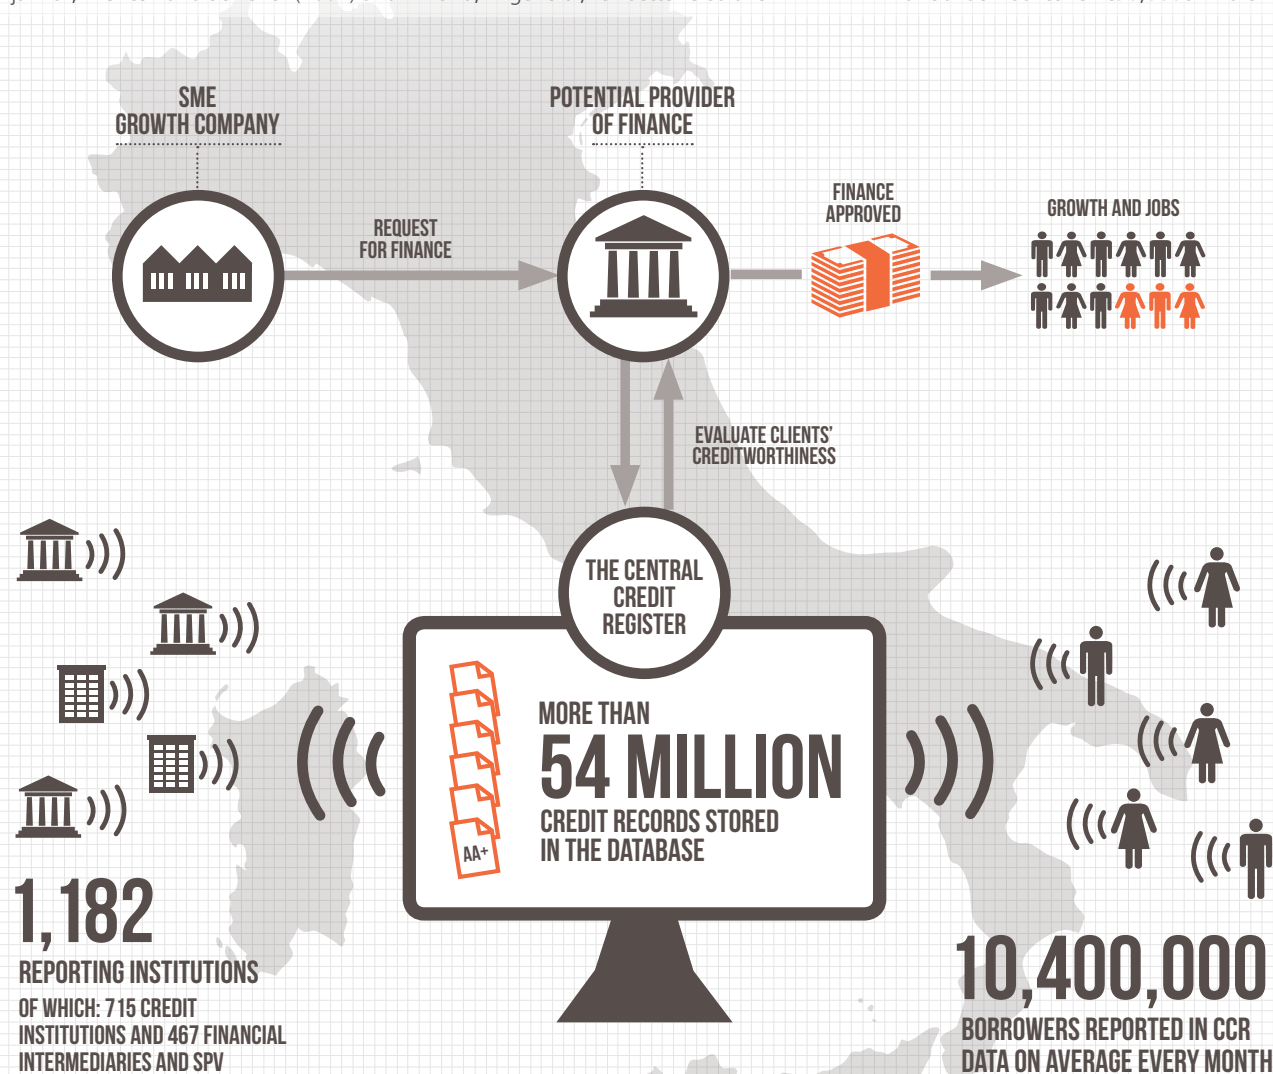 SME
GROWTH COMPANY
POTENTIAL PROVIDER
OF FINANCE
REQUEST
FOR FINANCE
FINANCE
APPROVED
GROWTH AND JOBS
EVALUATE CLIENTS'
CREDITWORTHINESS
THE CENTRAL
CREDIT
REGISTER
MORE THAN
54 MILLION
CREDIT RECORDS STORED
IN THE DATABASE
AA+
1,182
REPORTING INSTITUTIONS
OF WHICH: 715 CREDIT
INSTITUTIONS AND 467 FINANCIAL
INTERMEDIARIES AND SPV
10,400,000
BORROWERS REPORTED IN CCR
DATA ON AVERAGE EVERY MONTH